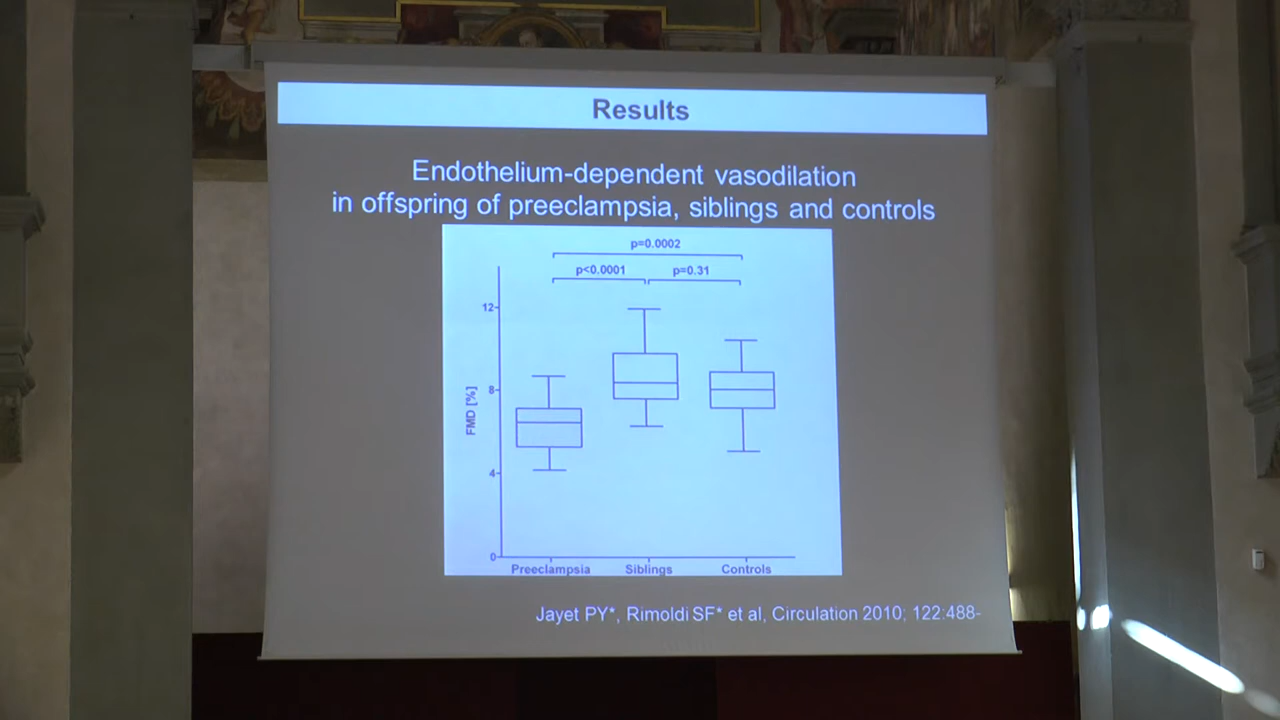 Results
Endothelium-dependent vasodilation
in offspring of preeclampsia, siblings and controls
p=0.0002
p<0.0001
p=0.31
12
8
4
0
FMD [%]
Preeclampsia
Siblings
Controls
Jayet PY*, Rimoldi SF* et al, Circulation 2010; 122:488-